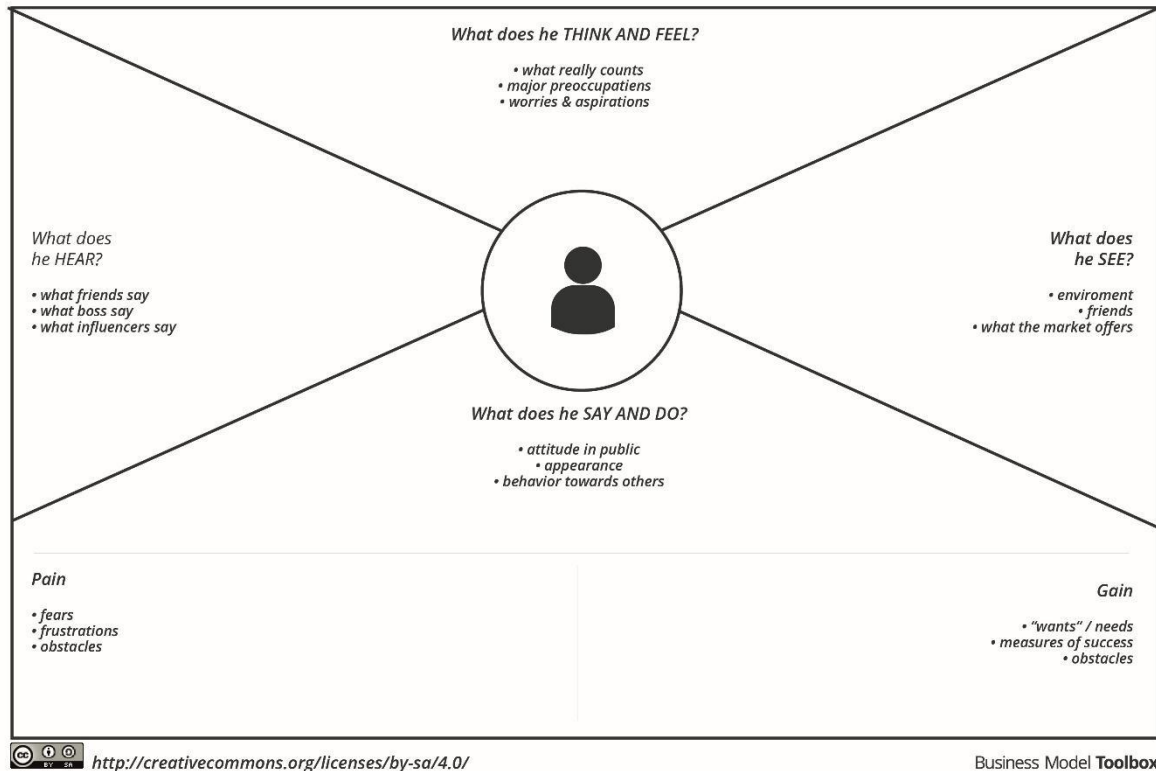 What does he THINK AND FEEL?
• what really counts
• major preoccupatiens
• worries & aspirations
What does
he HEAR?
• what friends say
• what boss say
• what influencers say
What does
he SEE?
• enviroment
• friends
• what the market offers
What does he SAY AND DO?
• attitude in public
• appearance
• behavior towards others
Pain
• fears
• frustrations
• obstacles
Gain
• “wants” / needs
• measures of success
• obstacles
cc BY SA
http://creativecommons.org/licenses/by-sa/4.0/
Business Model Toolbox